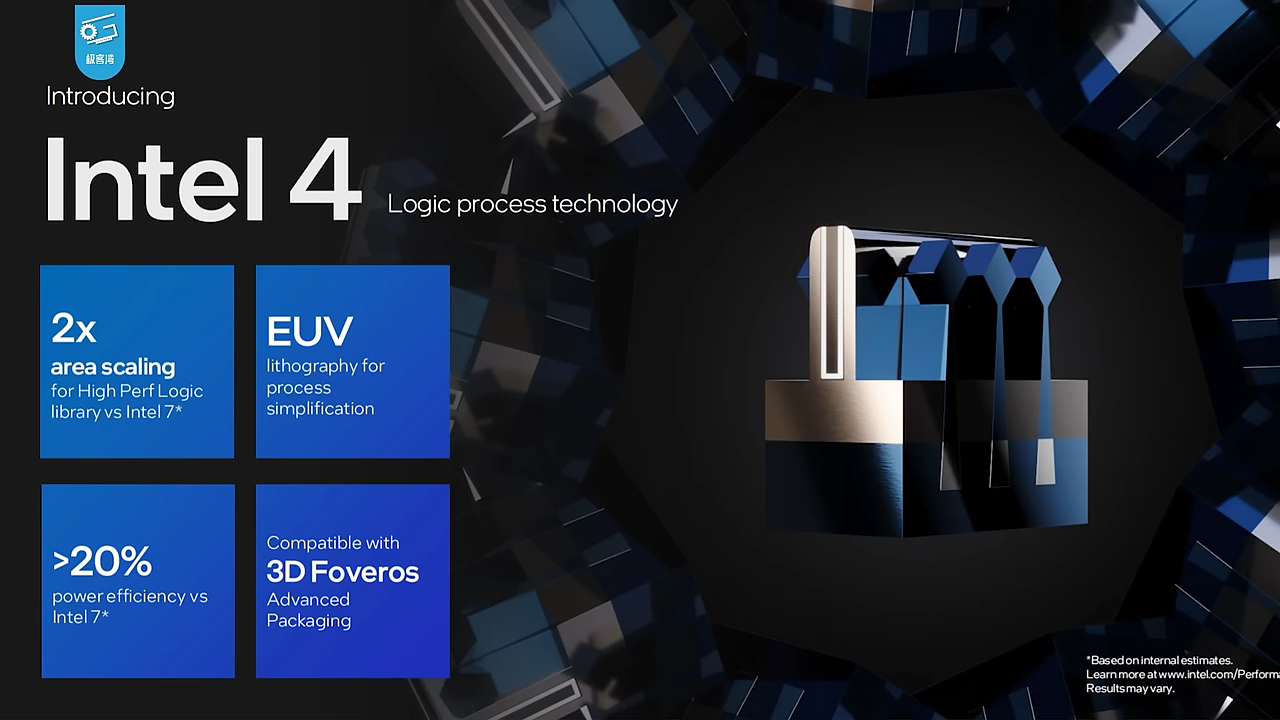 极客湾
Introducing
Intel 4 Logic process technology
2x
area scaling
for High Perf Logic
library vs Intel 7*
EUV
lithography for
process
simplification
>20%
power efficiency vs
Intel 7*
Compatible with
3D Foveros
Advanced
Packaging
*Based on internal estimates.
Learn more at www.intel.com/Performa
Results may vary.